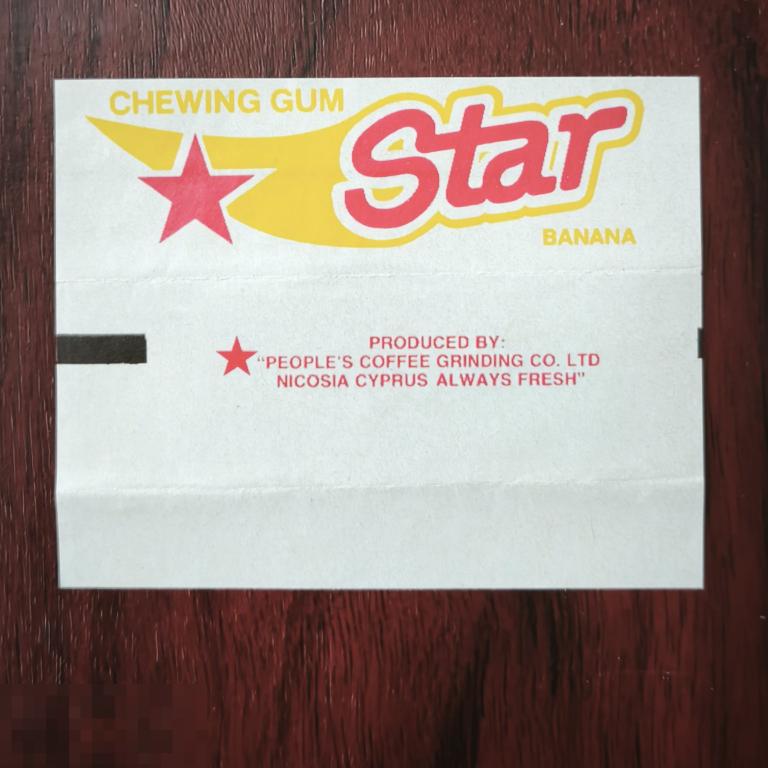 CHEWING GUM
Star
BANANA
PRODUCED BY:
"PEOPLE'S COFFEE GRINDING CO. LTD
NICOSIA CYPRUS ALWAYS FRESH"